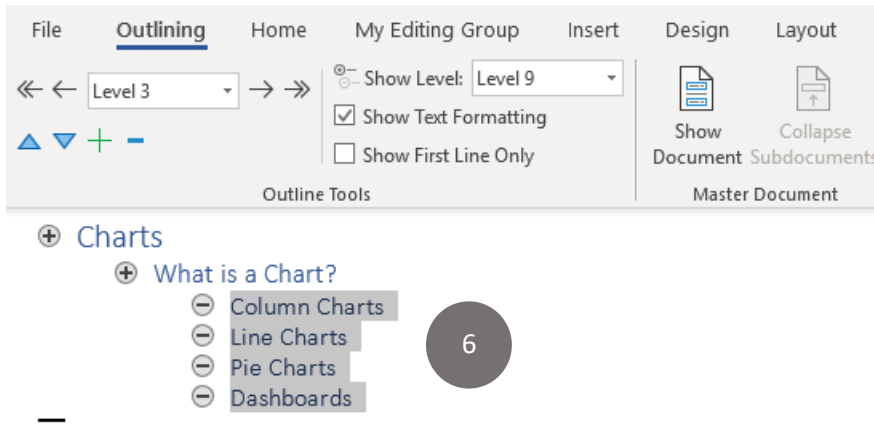 File Outlining Home My Editing Group Insert Design Layout
Level 3
Show Level: Level 9
Show Text Formatting
Show First Line Only
Show Document
Collapse Subdocuments
Outline Tools
Master Document
Charts
What is a Chart?
Column Charts
Line Charts
Pie Charts
Dashboards
6